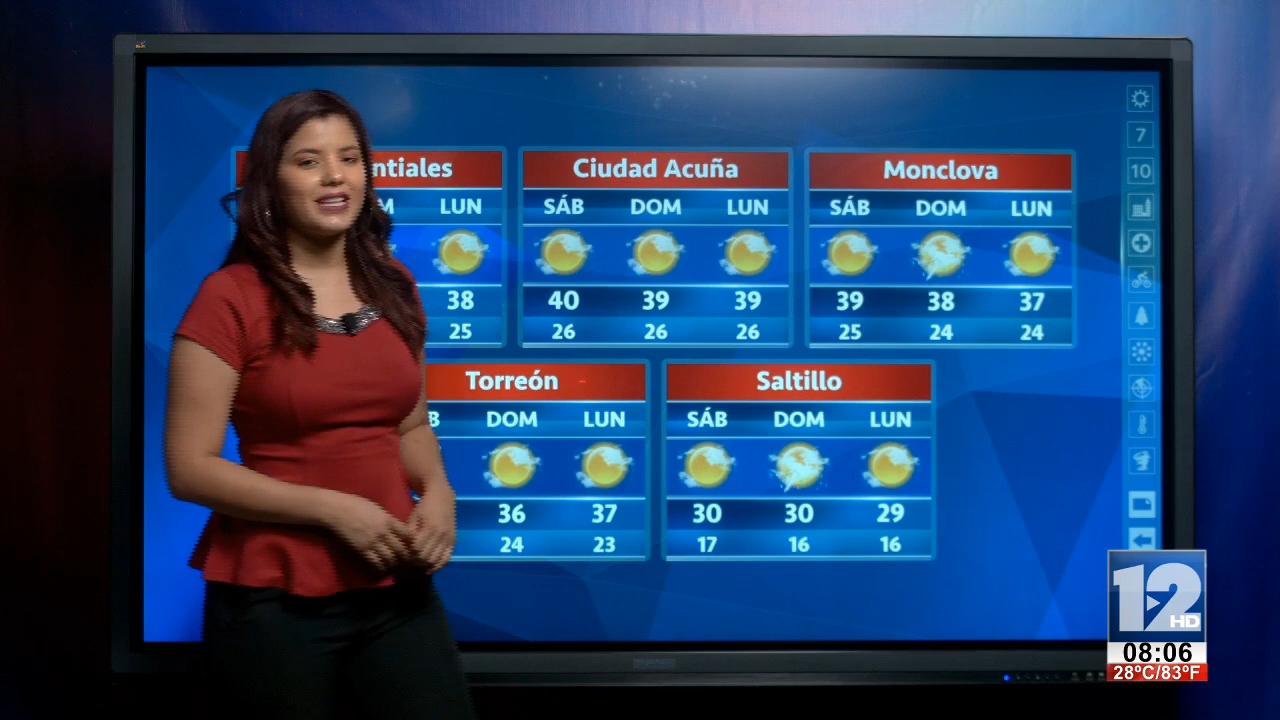 ntiales
M LUN
38
25
Ciudad Acuña
SÁB DOM LUN
40 39 39
26 26 26
Monclova
SÁB DOM LUN
39 38 37
25 24 24
Torreón
B DOM LUN
36 37
24 23
Saltillo
SÁB DOM LUN
30 30 29
17 16 16
7
10
12
HD
08:06
28ºC/83ºF